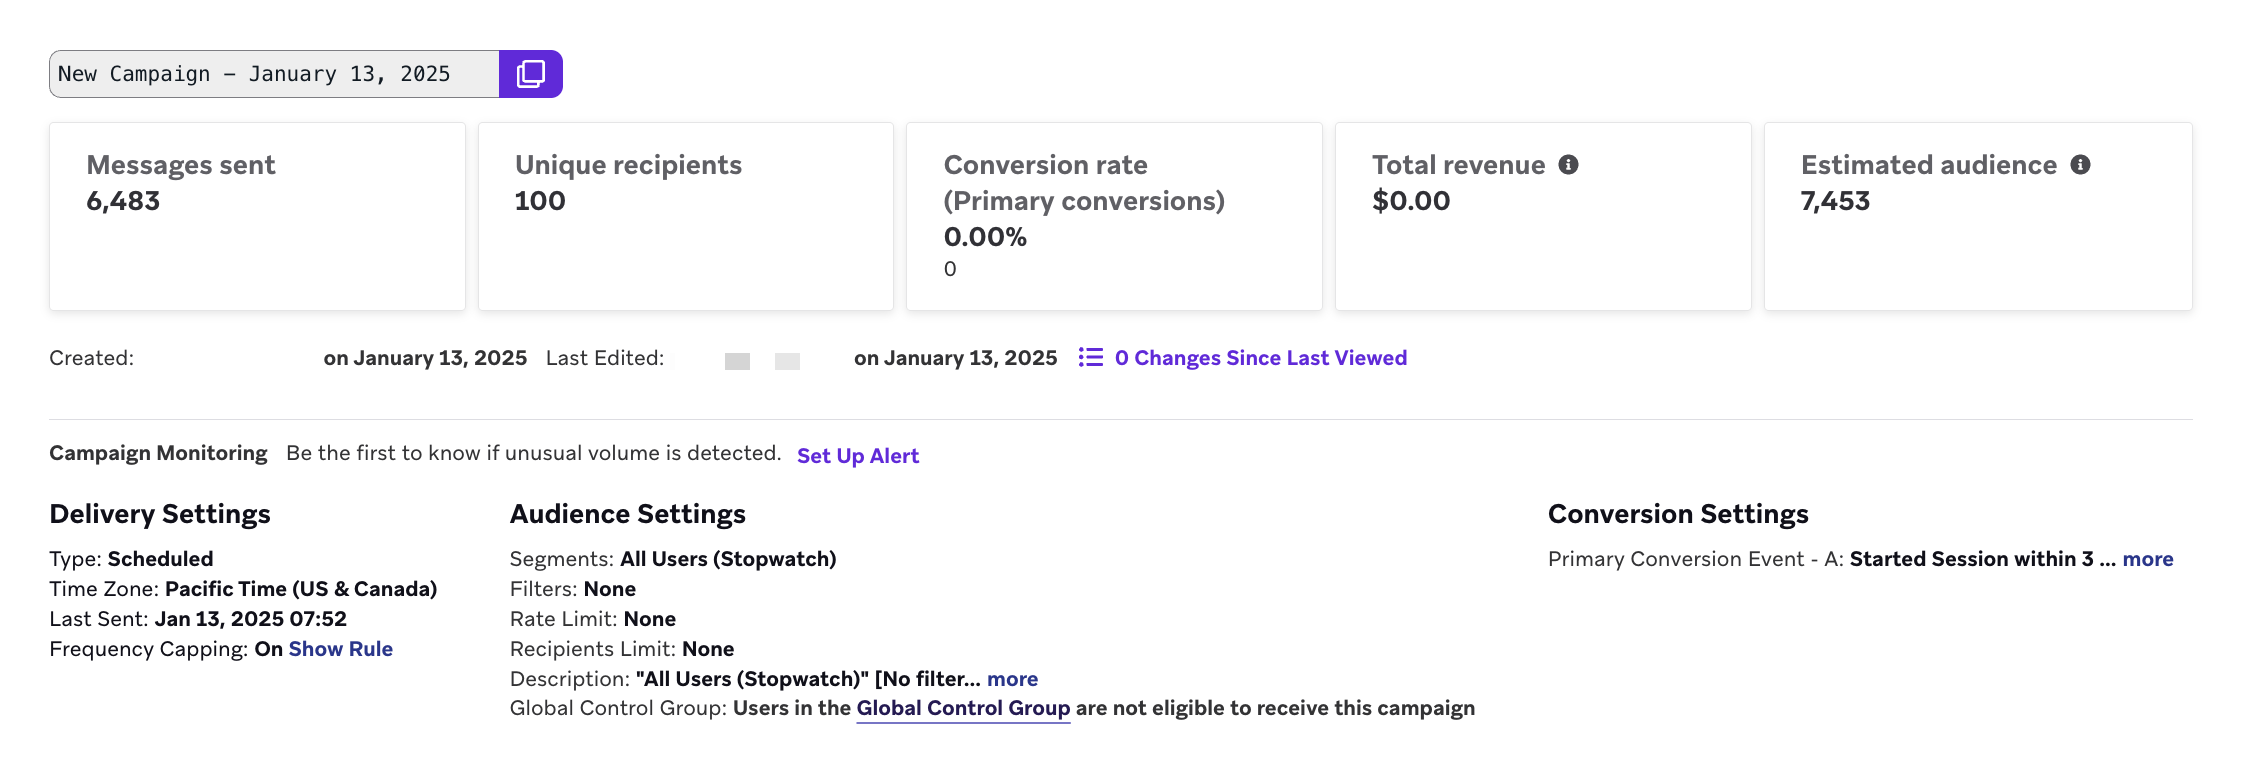 New Campaign – January 13, 2025
Messages sent
6,483
Unique recipients
100
Conversion rate
(Primary conversions)
0.00%
0
Total revenue
$0.00
Estimated audience
7,453
Created: on January 13, 2025 Last Edited: on January 13, 2025 0 Changes Since Last Viewed
Campaign Monitoring Be the first to know if unusual volume is detected. Set Up Alert
Delivery Settings
Type: Scheduled
Time Zone: Pacific Time (US & Canada)
Last Sent: Jan 13, 2025 07:52
Frequency Capping: On Show Rule
Audience Settings
Segments: All Users (Stopwatch)
Filters: None
Rate Limit: None
Recipients Limit: None
Description: "All Users (Stopwatch)" [No filter... more
Global Control Group: Users in the Global Control Group are not eligible to receive this campaign
Conversion Settings
Primary Conversion Event - A: Started Session within 3 ... more